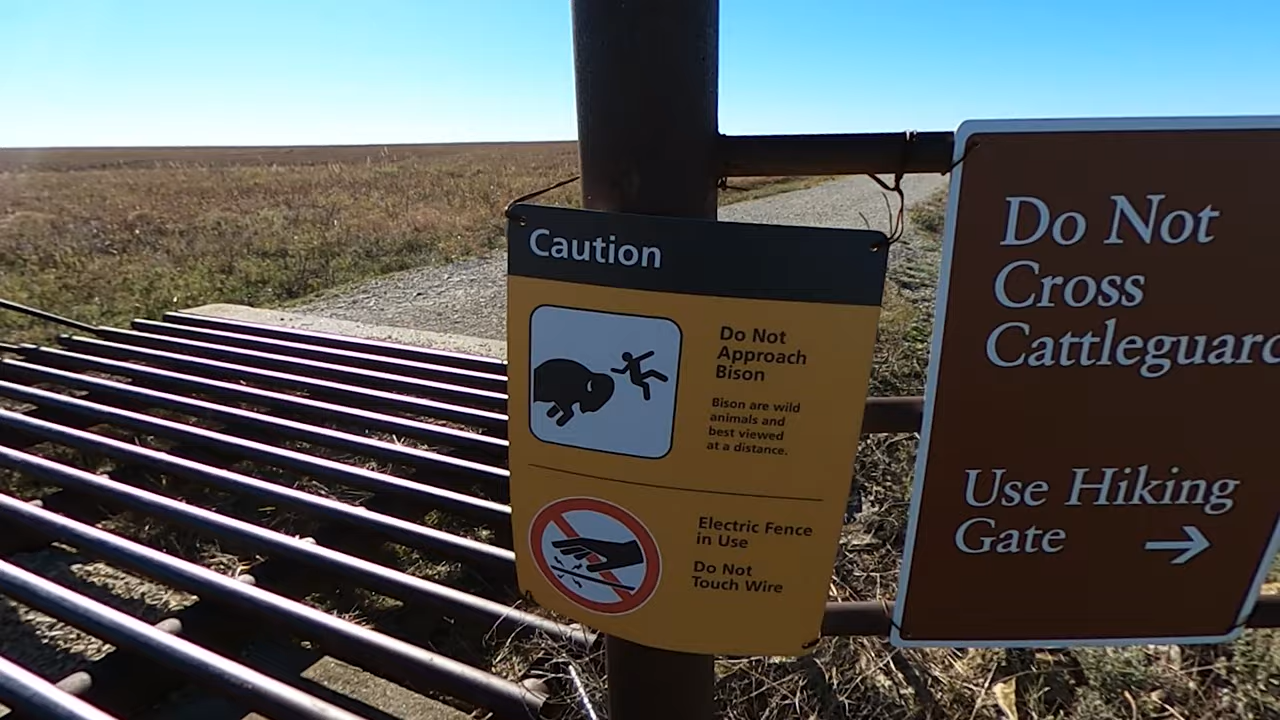 Caution
Do Not
Approach
Bison
Bison are wild
animals and
best viewed
at a distance.
Electric Fence
in Use
Do Not
Touch Wire
Do Not
Cross
Cattleguard
Use Hiking
Gate →